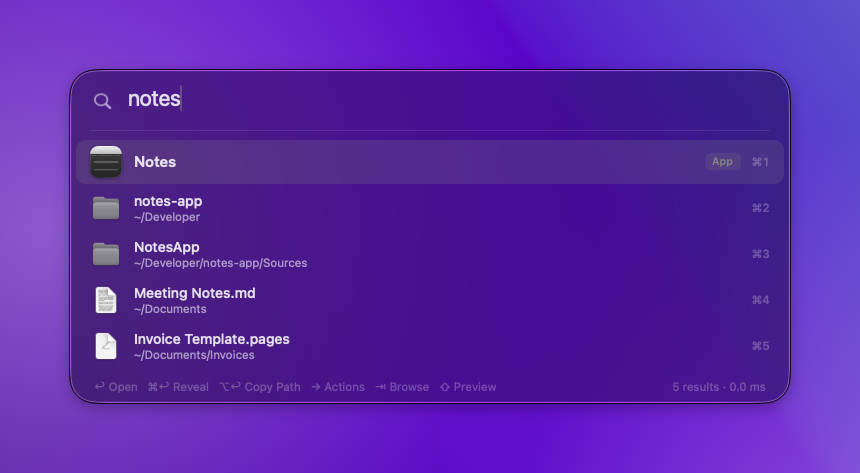 notes
Notes App ⌘1
notes-app ⌘2
~/Developer
NotesApp ⌘3
~/Developer/notes-app/Sources
Meeting Notes.md ⌘4
~/Documents
Invoice Template.pages ⌘5
~/Documents/Invoices
↩ Open ⌘↩ Reveal ⌥↩ Copy Path → Actions ⇥ Browse ⇧ Preview 5 results · 0.0 ms